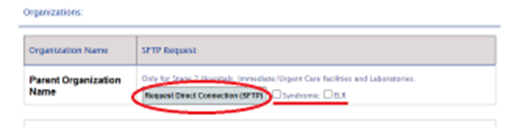 Organizations:
Organization Name SFTP Request
Parent Organization Name
Only for Stage 2 Hospitals, Immediate/Urgent Care facilities and Laboratories.
Request Direct Connection (SFTP) Syndromic ELR